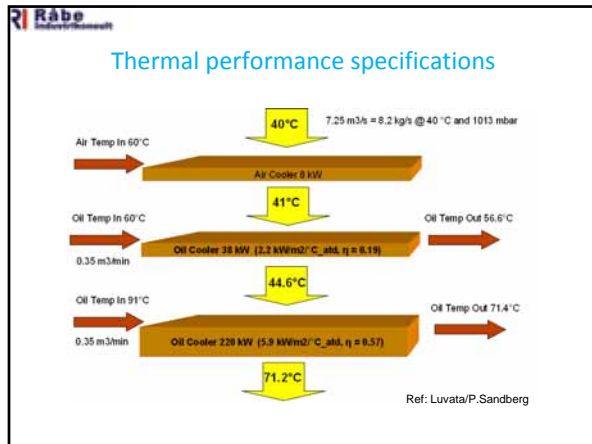 Råbe
Industrikonsult
Thermal performance specifications
40°C
7.25 m3/s = 8.2 kg/s @ 40 °C and 1013 mbar
Air Temp In 60°C
Air Cooler 8 kW
41°C
Oil Temp In 60°C
Oil Temp Out 56.6°C
Oil Cooler 38 kW (2.2 kW/m2/°C_atd, η = 0.19)
0.35 m3/min
44.6°C
Oil Temp In 91°C
Oil Temp Out 71.4°C
0.35 m3/min
Oil Cooler 220 kW (5.9 kW/m2/°C_atd, η = 0.57)
71.2°C
Ref: Luvata/P.Sandberg